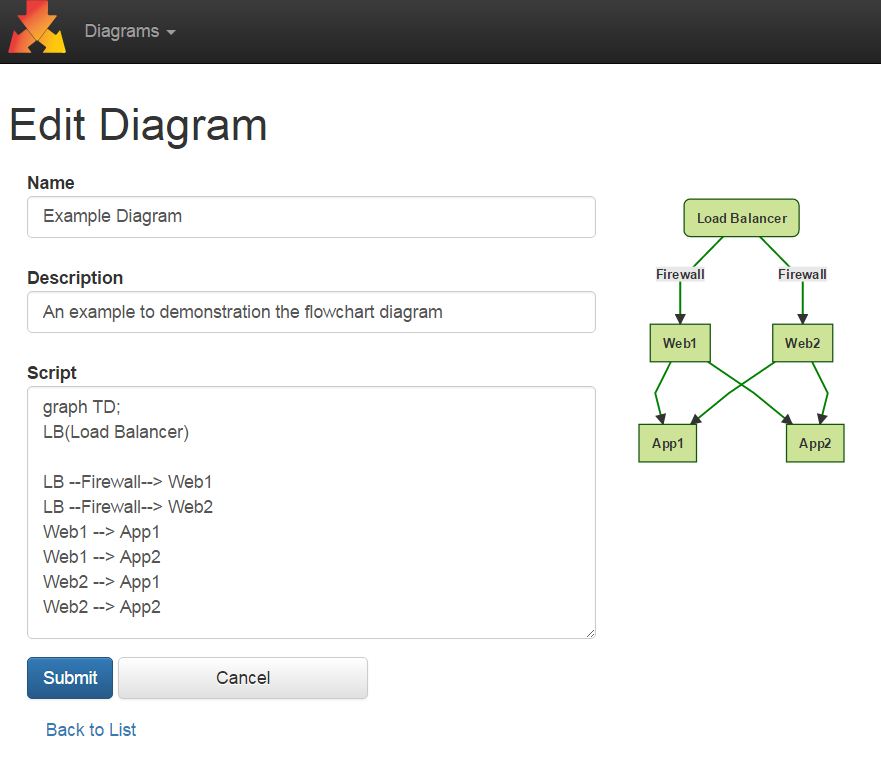 Diagrams
Edit Diagram
Name
Example Diagram
Description
An example to demonstration the flowchart diagram
Script
graph TD;
LB(Load Balancer)
LB --Firewall--> Web1
LB --Firewall--> Web2
Web1 --> App1
Web1 --> App2
Web2 --> App1
Web2 --> App2
Submit Cancel
Back to List
Load Balancer
Firewall Firewall
Web1 Web2
App1 App2